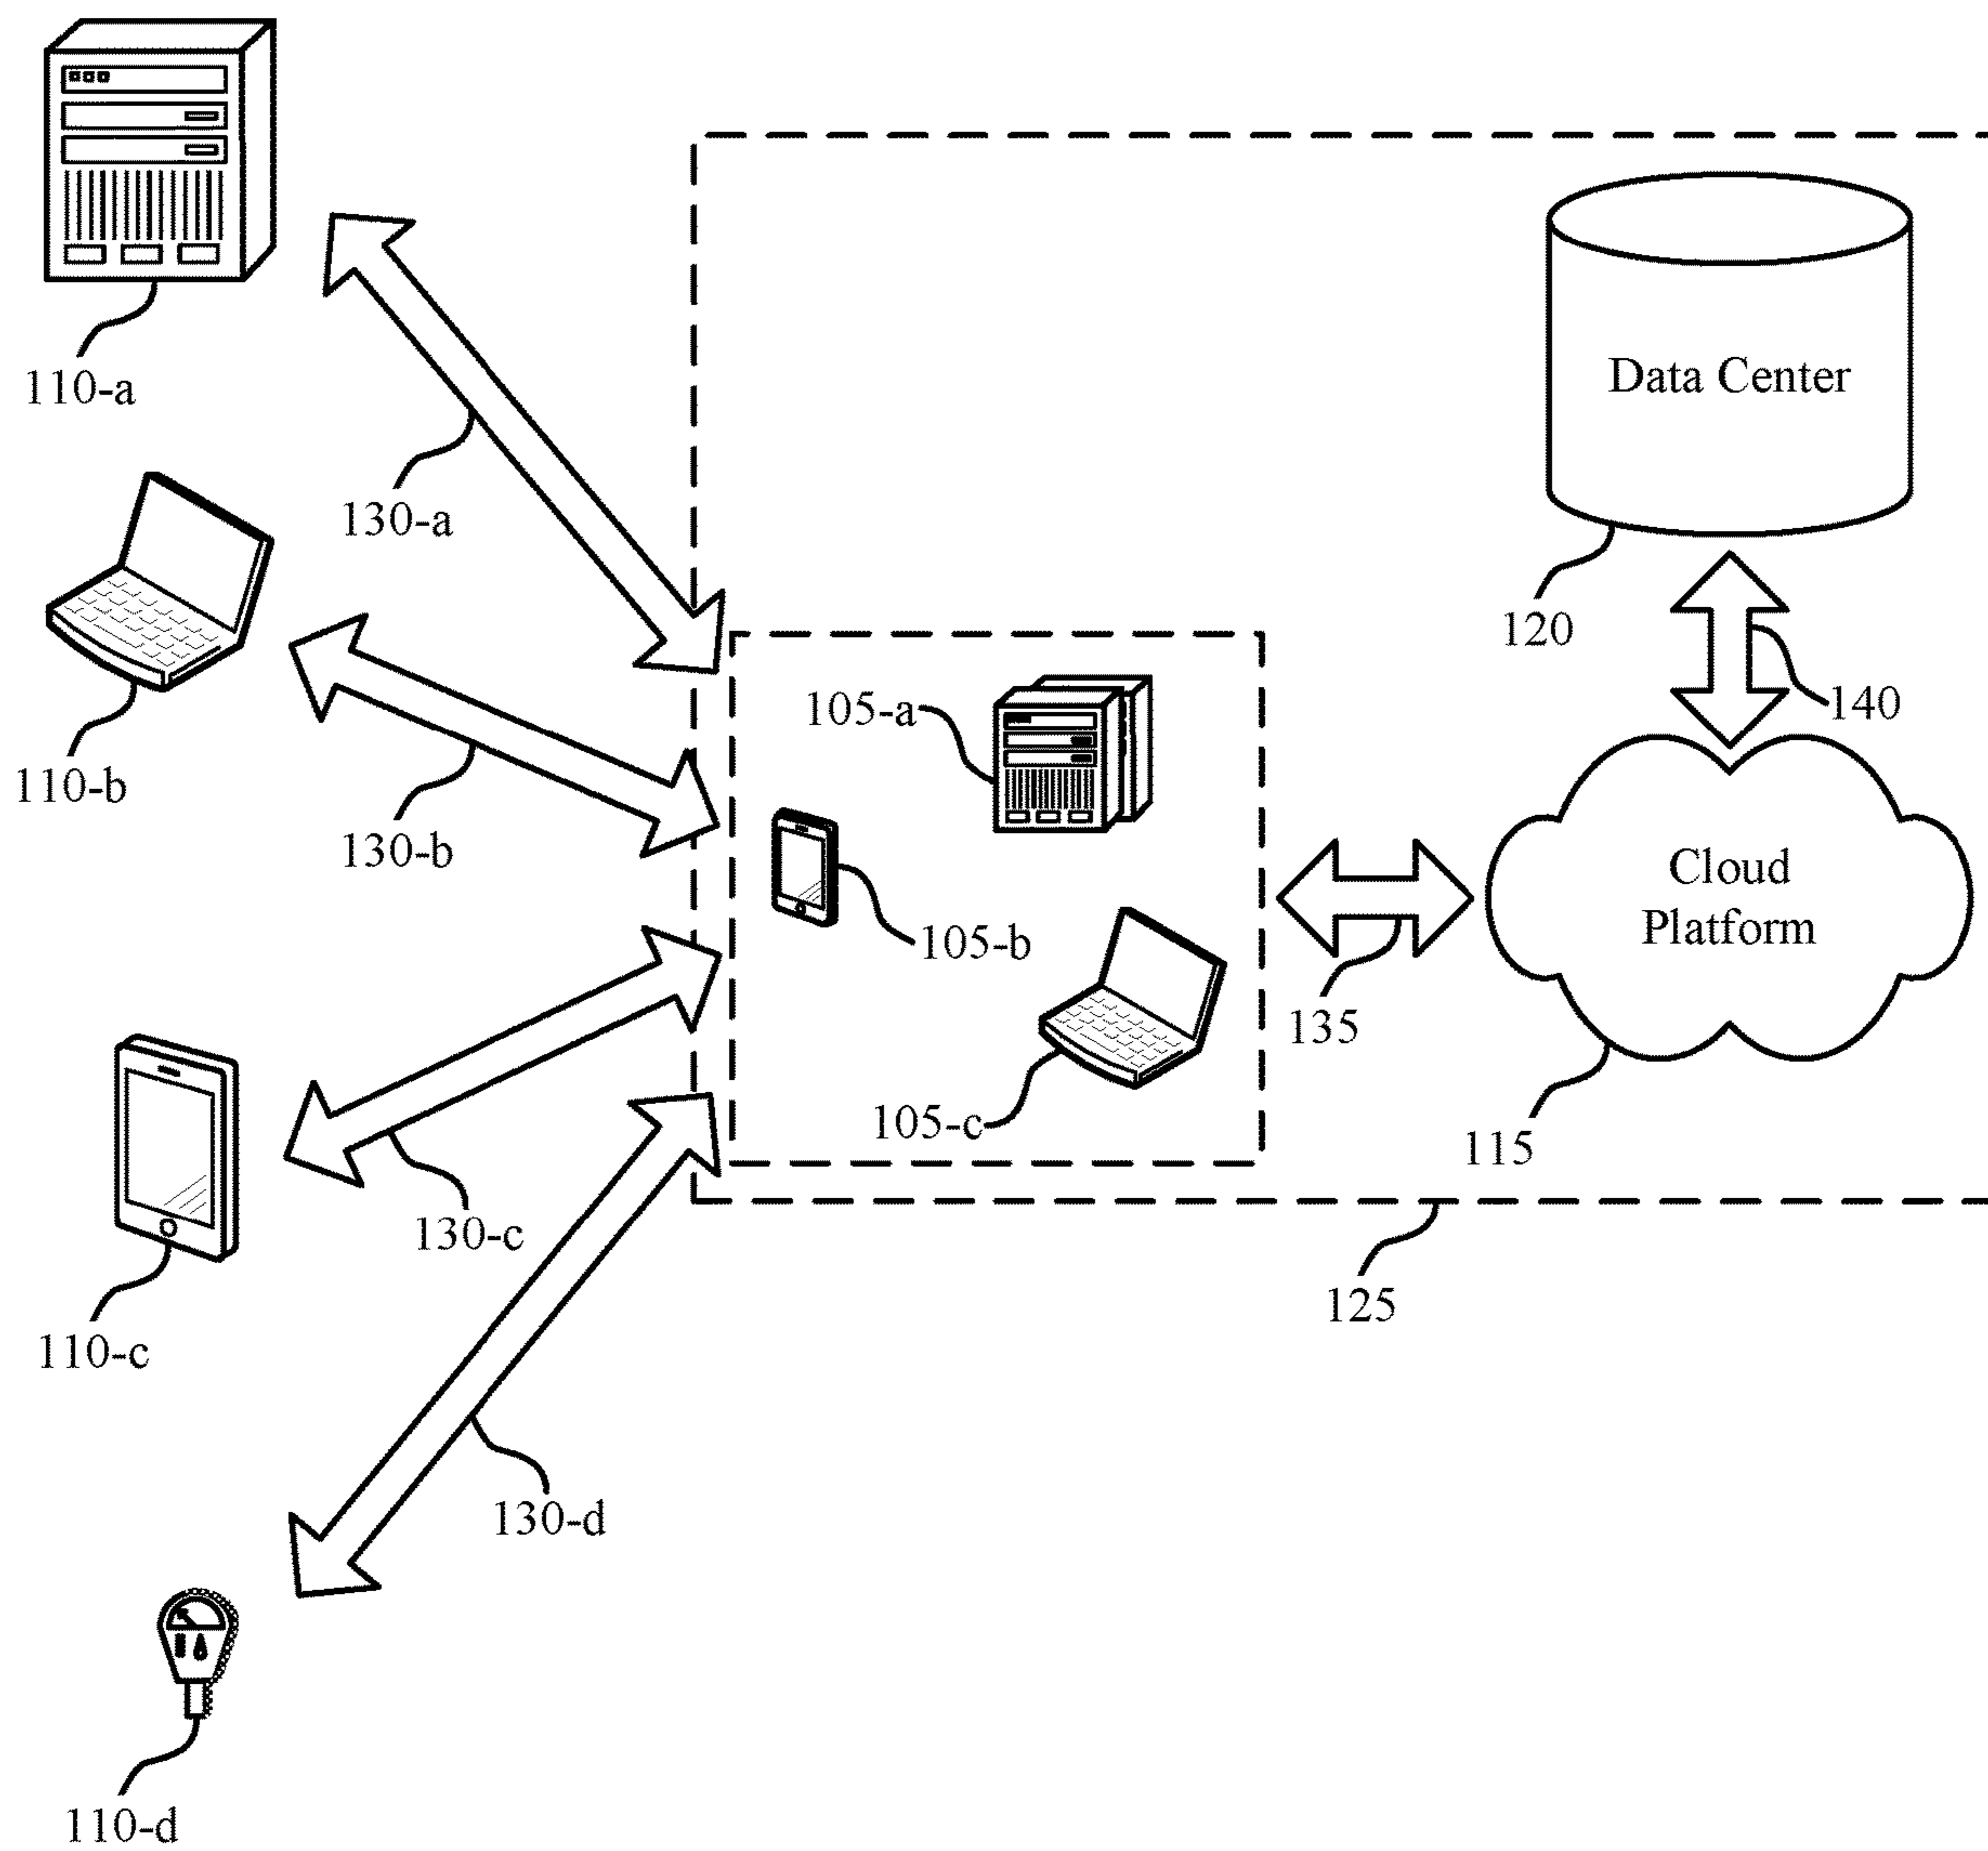 110-a
130-a
Data Center
120
140
110-b
130-b
105-a
105-b
Cloud
Platform
135
105-c
115
110-c
130-c
125
130-d
110-d